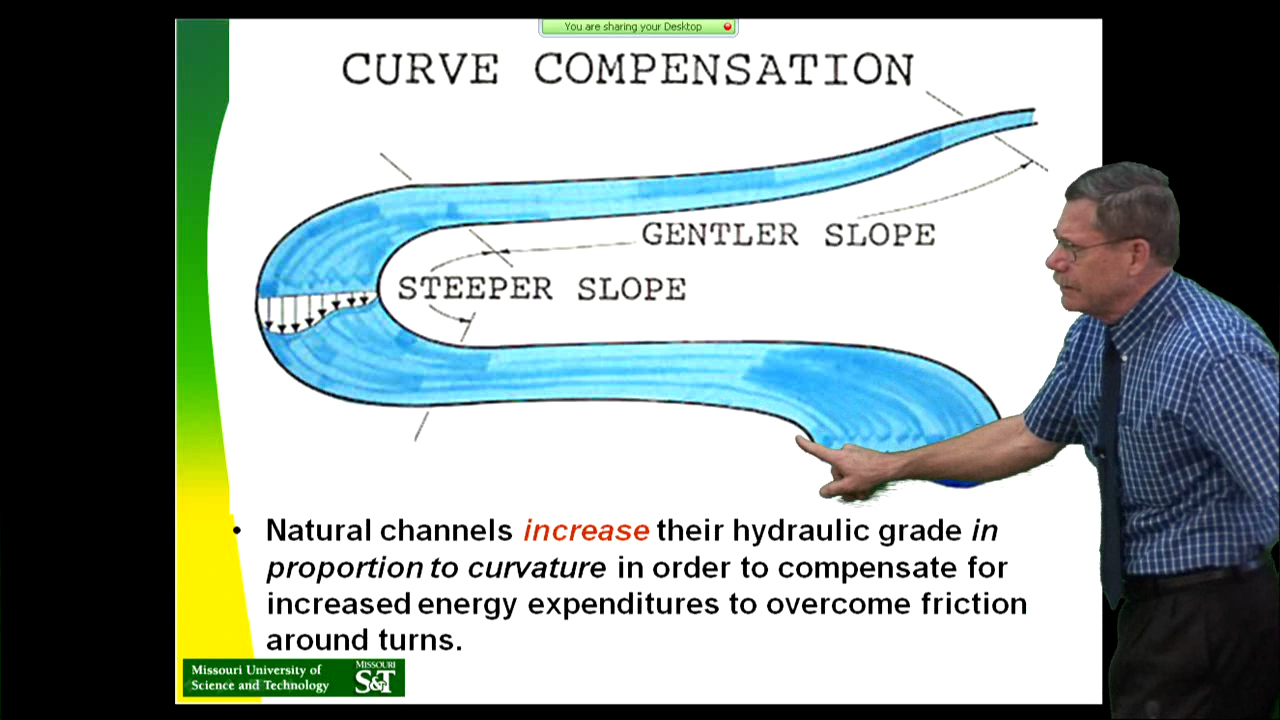 You are sharing your Desktop
CURVE COMPENSATION
GENTLER SLOPE
STEEPER SLOPE
• Natural channels increase their hydraulic grade in
proportion to curvature in order to compensate for
increased energy expenditures to overcome friction
around turns.
Missouri University of
Science and Technology
MISSOURI
S&T